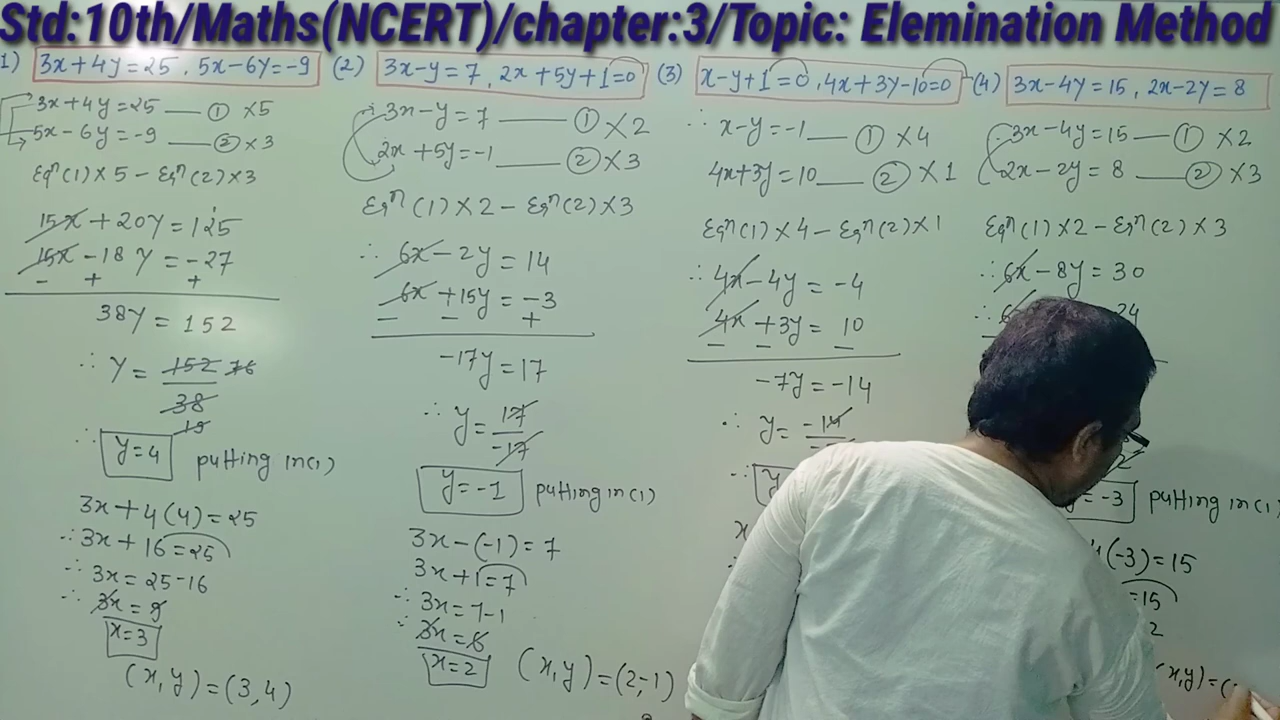 Std:10th/Maths(NCERT)/chapter:3/Topic: Elemination Method
1) 3x+4y=25, 5x-6y=-9
3x+4y=25 — ① ×5
5x-6y=-9 — ② ×3
Eqⁿ(1)×5 - Eqⁿ(2)×3
15x + 20y = 125
15x - 18y = -27
- + +
38y = 152
∴ y = 152 76
38
19
∴ y=4 putting in(1)
3x+4(4)=25
∴ 3x+16=25
∴ 3x=25-16
∴ 3x=9
x=3
(x,y)=(3,4)
(2) 3x-y=7, 2x+5y+1=0
∴ 3x-y=7 — ① ×2
2x+5y=-1 — ② ×3
Eqⁿ(1)×2 - Eqⁿ(2)×3
∴ 6x-2y=14
6x+15y=-3
- - +
-17y=17
∴ y=17
-17
y=-1 putting in(1)
3x-(-1)=7
3x+1=7
∴ 3x=7-1
∴ 3x=6
x=2 (x,y)=(2,-1)
(3) x-y+1=0, 4x+3y-10=0
∴ x-y=-1 — ① ×4
4x+3y=10 — ② ×1
Eqⁿ(1)×4 - Eqⁿ(2)×1
∴ 4x-4y=-4
4x+3y=10
- - -
-7y=-14
∴ y=-14
(4) 3x-4y=15, 2x-2y=8
3x-4y=15 — ① ×2
2x-2y=8 — ② ×3
Eqⁿ(1)×2 - Eqⁿ(2)×3
∴ 6x-8y=30
24
=-3 putting in(1)
(-3)=15
=15
2
(x,y)=(